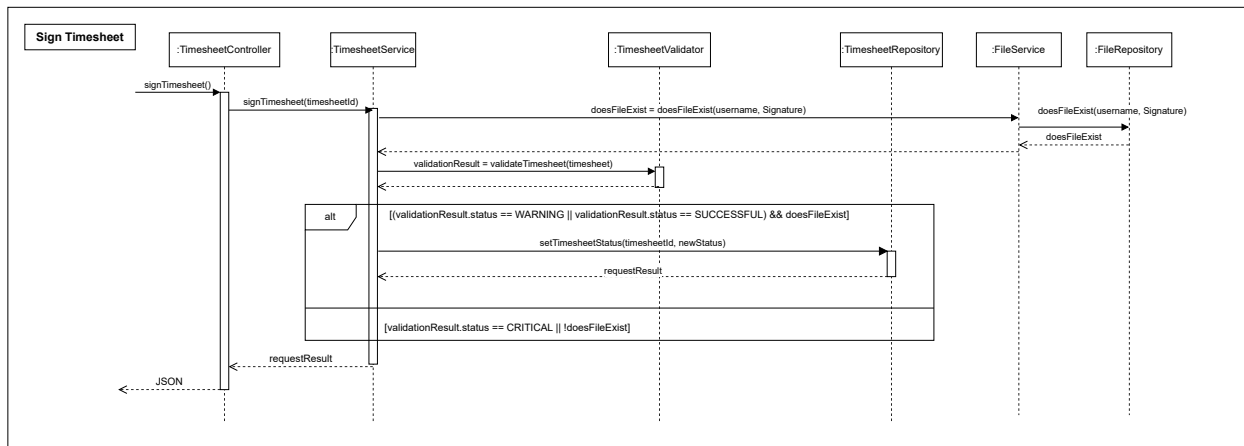 Sign Timesheet
:TimesheetController
:TimesheetService
:TimesheetValidator
:TimesheetRepository
:FileService
:FileRepository
signTimesheet()
signTimesheet(timesheetId)
doesFileExist = doesFileExist(username, Signature)
doesFileExist(username, Signature)
doesFileExist
validationResult = validateTimesheet(timesheet)
alt
[(validationResult.status == WARNING || validationResult.status == SUCCESSFUL) && doesFileExist]
setTimesheetStatus(timesheetId, newStatus)
requestResult
[validationResult.status == CRITICAL || !doesFileExist]
requestResult
JSON